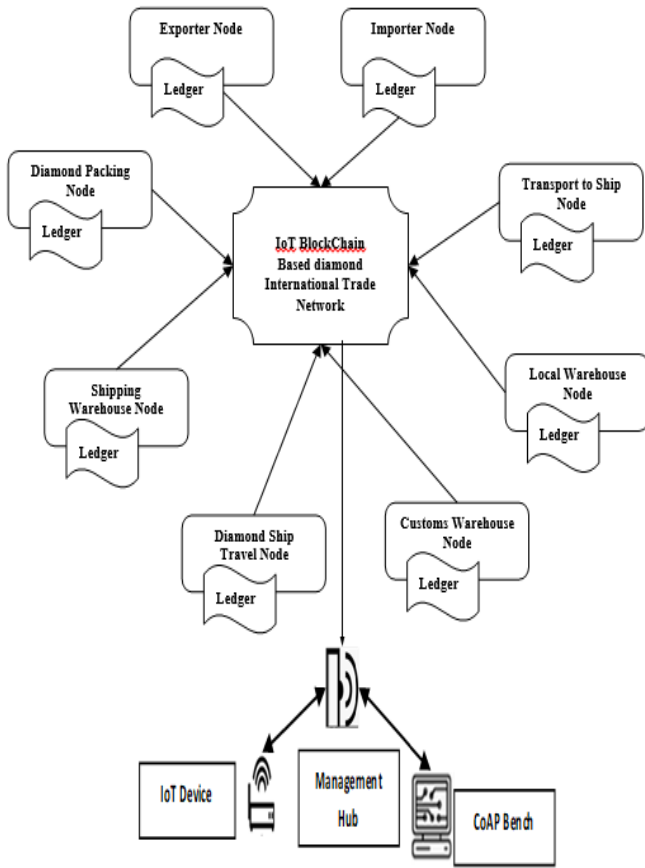 Exporter Node
Ledger
Importer Node
Ledger
Diamond Packing
Node
Ledger
IoT BlockChain
Based diamond
International Trade
Network
Transport to Ship
Node
Ledger
Shipping
Warehouse Node
Ledger
Local Warehouse
Node
Ledger
Diamond Ship
Travel Node
Ledger
Customs Warehouse
Node
Ledger
IoT Device
Management
Hub
CoAP Bench